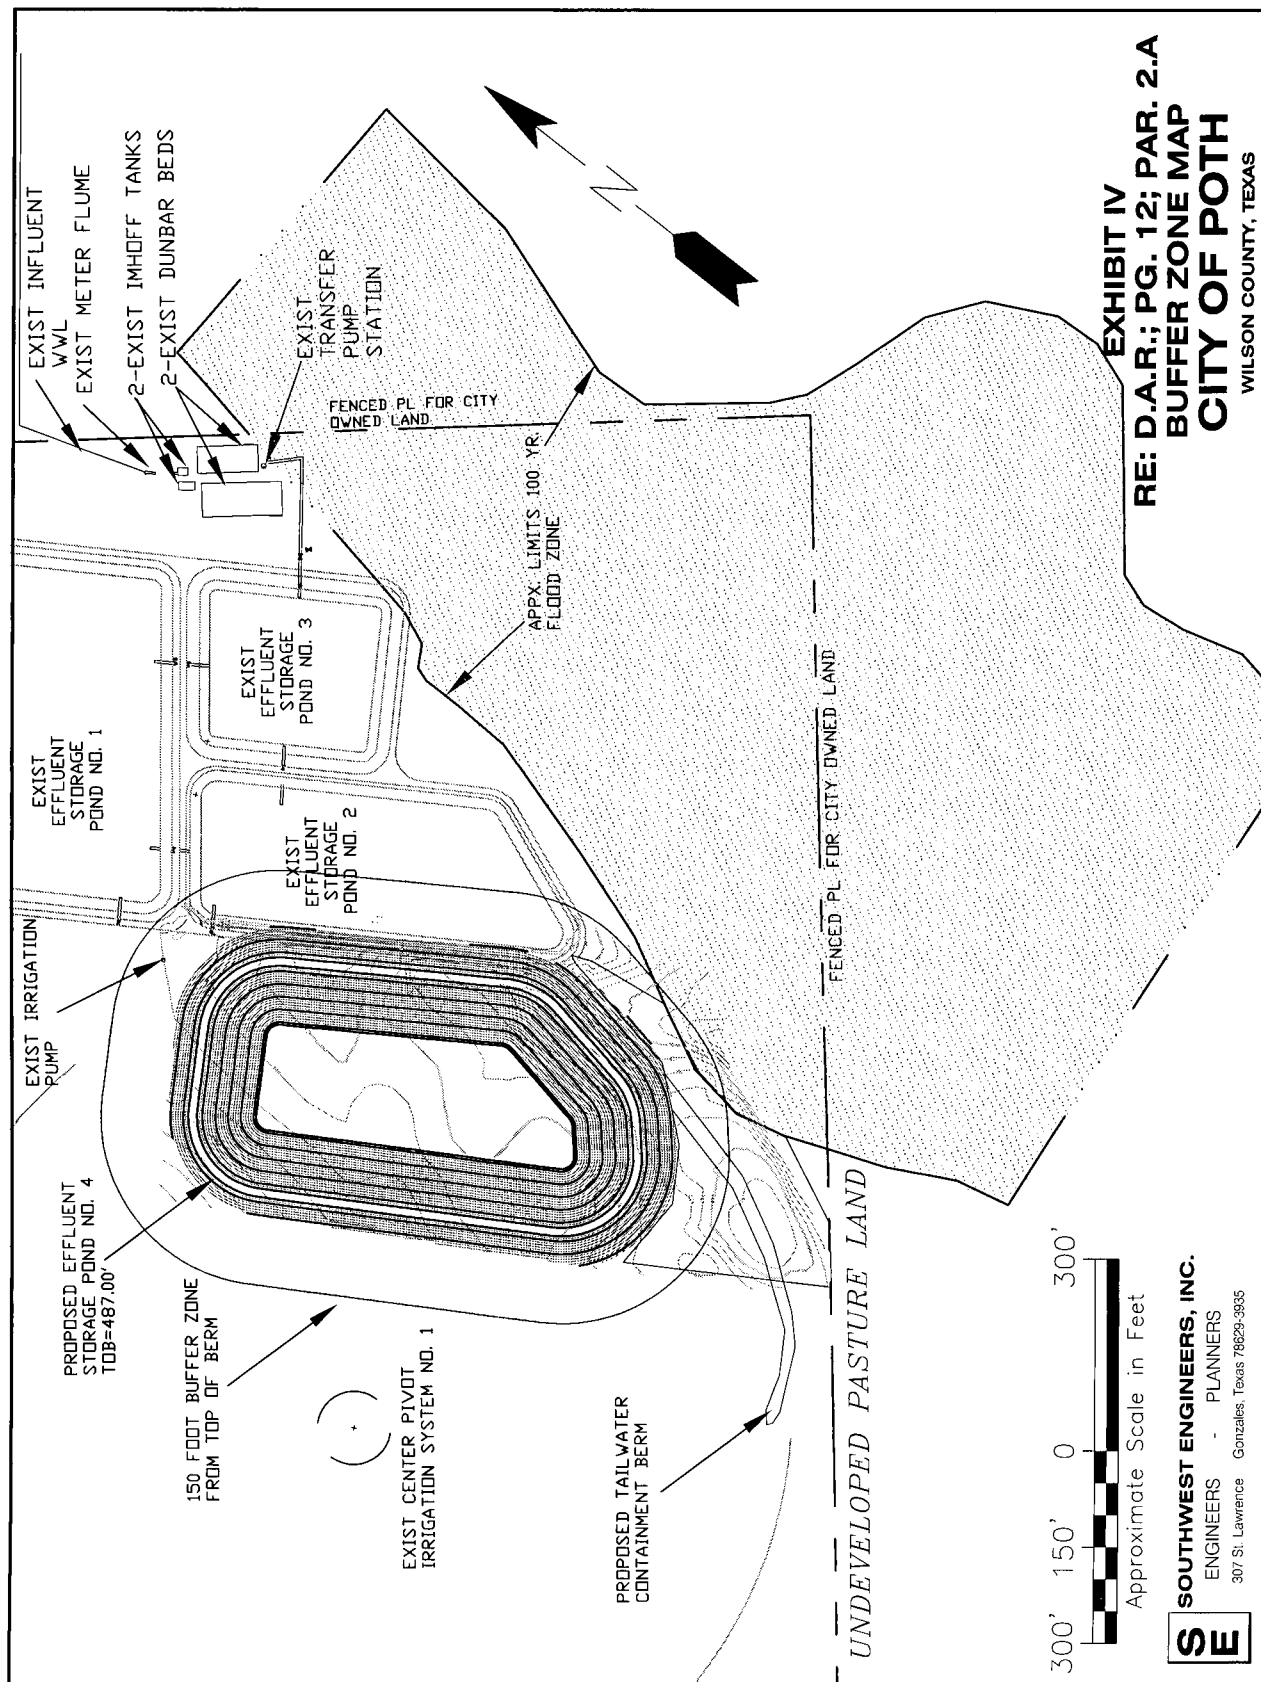 EXIST INFLUENT
WWL
EXIST METER FLUME
2-EXIST IMHOFF TANKS
2-EXIST DUNBAR BEDS
EXIST
TRANSFER
PUMP
STATION
FENCED PL FOR CITY
OWNED LAND
N
APPX. LIMITS 100 YR.
FLOOD ZONE
EXIST
EFFLUENT
STORAGE
POND NO. 1
EXIST
EFFLUENT
STORAGE
POND NO. 3
EXIST
EFFLUENT
STORAGE
POND NO. 2
FENCED PL FOR CITY OWNED LAND
EXIST IRRIGATION
PUMP
PROPOSED EFFLUENT
STORAGE POND NO. 4
TOB=487.00'
150 FOOT BUFFER ZONE
FROM TOP OF BERM
EXIST CENTER PIVOT
IRRIGATION SYSTEM NO. 1
PROPOSED TAILWATER
CONTAINMENT BERM
UNDEVELOPED PASTURE LAND
300' 150' 0 300'
Approximate Scale in Feet
S
E
SOUTHWEST ENGINEERS, INC.
ENGINEERS - PLANNERS
307 St. Lawrence Gonzales, Texas 78629-3935
EXHIBIT IV
RE: D.A.R.; PG. 12; PAR. 2.A
BUFFER ZONE MAP
CITY OF POTH
WILSON COUNTY, TEXAS